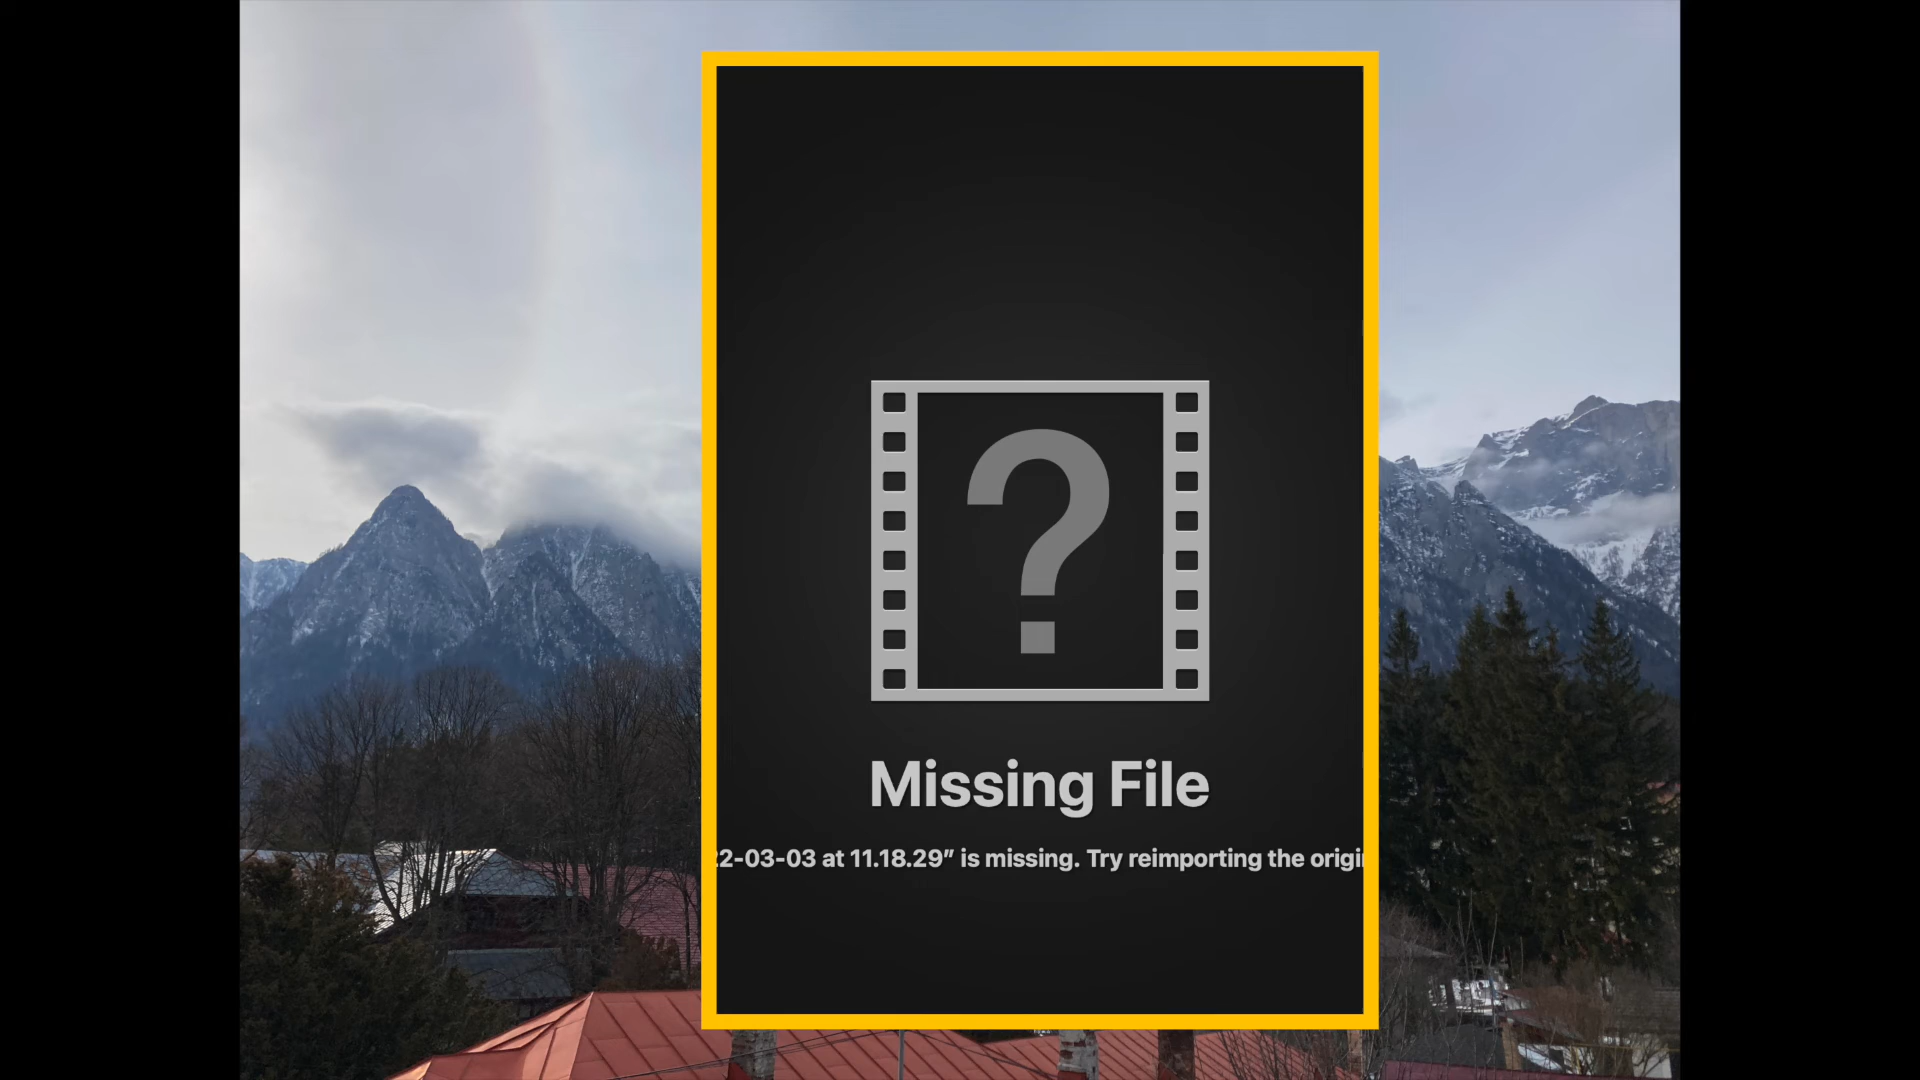 ?
Missing File
2-03-03 at 11.18.29” is missing. Try reimporting the origi